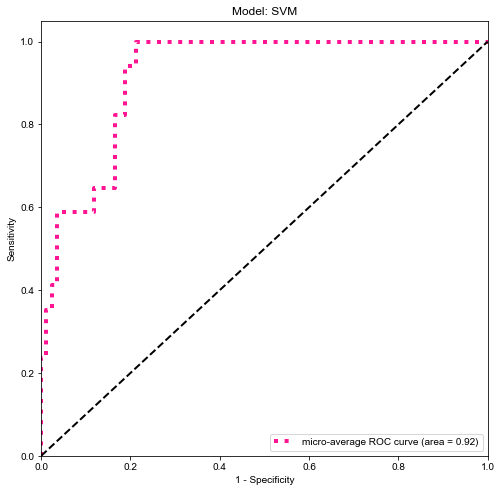 Model: SVM
1.0
0.8
0.6
0.4
0.2
0.0
Sensitivity
micro-average ROC curve (area = 0.92)
0.0 0.2 0.4 0.6 0.8 1.0
1 - Specificity